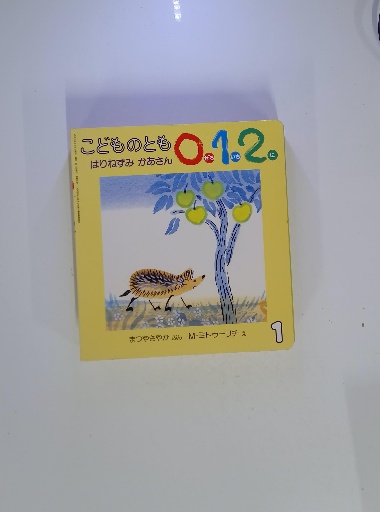 こどものとも 0.1.2.
はりねずみ かあさん
まつやさやか ぶん M・ミトゥーリチ え
1